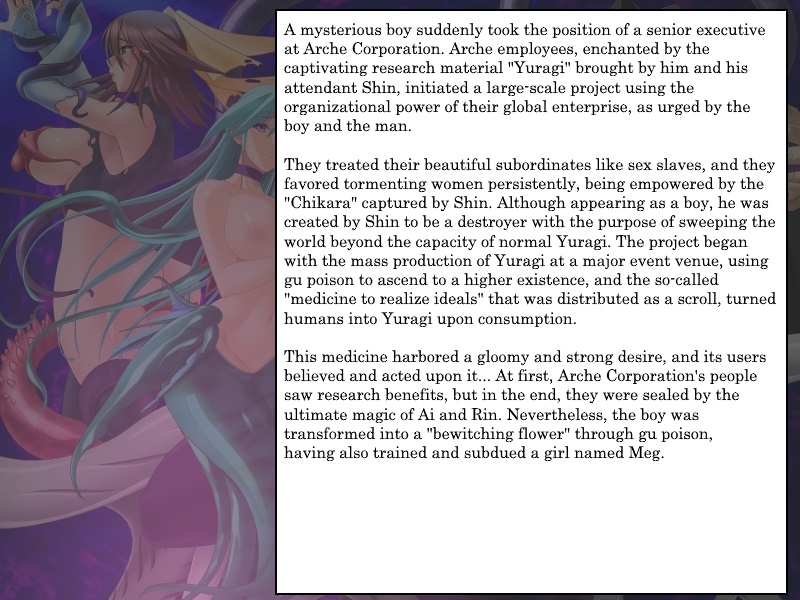 A mysterious boy suddenly took the position of a senior executive
at Arche Corporation. Arche employees, enchanted by the
captivating research material "Yuragi" brought by him and his
attendant Shin, initiated a large-scale project using the
organizational power of their global enterprise, as urged by the
boy and the man.

They treated their beautiful subordinates like sex slaves, and they
favored tormenting women persistently, being empowered by the
"Chikara" captured by Shin. Although appearing as a boy, he was
created by Shin to be a destroyer with the purpose of sweeping the
world beyond the capacity of normal Yuragi. The project began
with the mass production of Yuragi at a major event venue, using
gu poison to ascend to a higher existence, and the so-called
"medicine to realize ideals" that was distributed as a scroll, turned
humans into Yuragi upon consumption.

This medicine harbored a gloomy and strong desire, and its users
believed and acted upon it... At first, Arche Corporation's people
saw research benefits, but in the end, they were sealed by the
ultimate magic of Ai and Rin. Nevertheless, the boy was
transformed into a "bewitching flower" through gu poison,
having also trained and subdued a girl named Meg.